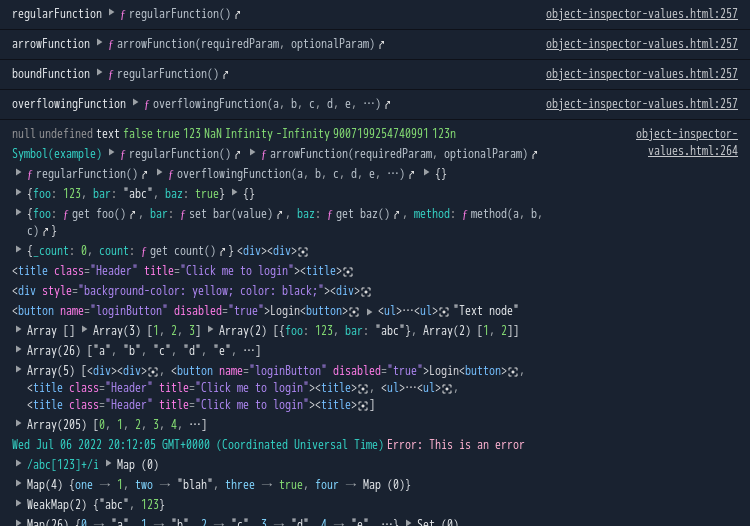 regularFunction ▶ ƒ regularFunction() object-inspector-values.html:257
arrowFunction ▶ ƒ arrowFunction(requiredParam, optionalParam) object-inspector-values.html:257
boundFunction ▶ ƒ regularFunction() object-inspector-values.html:257
overflowingFunction ▶ ƒ overflowingFunction(a, b, c, d, e, …) object-inspector-values.html:257
null undefined text false true 123 NaN Infinity -Infinity 9007199254740991 123n object-inspector-
Symbol(example) ▶ ƒ regularFunction() ▶ ƒ arrowFunction(requiredParam, optionalParam) values.html:264
▶ ƒ regularFunction() ▶ ƒ overflowingFunction(a, b, c, d, e, …) ▶ {}
▶ {foo: 123, bar: "abc", baz: true} ▶ {}
▶ {foo: ƒ get foo(), bar: ƒ set bar(value), baz: ƒ get baz(), method: ƒ method(a, b,
c)}
▶ {_count: 0, count: ƒ get count()} <div><div>
<title class="Header" title="Click me to login"><title>
<div style="background-color: yellow; color: black;"><div>
<button name="loginButton" disabled="true">Login<button> ▶ <ul>…<ul> "Text node"
▶ Array [] ▶ Array(3) [1, 2, 3] ▶ Array(2) [{foo: 123, bar: "abc"}, Array(2) [1, 2]]
▶ Array(26) ["a", "b", "c", "d", "e", …]
▶ Array(5) [<div><div>, <button name="loginButton" disabled="true">Login<button>,
<title class="Header" title="Click me to login"><title>, <ul>…<ul>,
<title class="Header" title="Click me to login"><title>]
▶ Array(205) [0, 1, 2, 3, 4, …]
Wed Jul 06 2022 20:12:05 GMT+0000 (Coordinated Universal Time) Error: This is an error
▶ /abc[123]+/i ▶ Map (0)
▶ Map(4) {one → 1, two → "blah", three → true, four → Map (0)}
▶ WeakMap(2) {"abc", 123}
▶ Map(26) {0 → "a", 1 → "b", 2 → "c", 3 → "d", 4 → "e", …} ▶ Set (0)